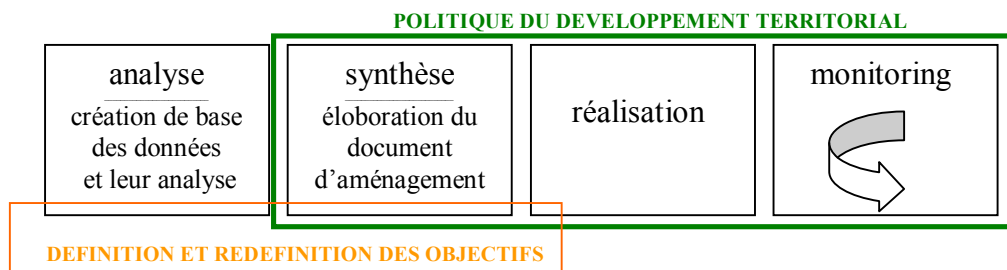 POLITIQUE DU DEVELOPPEMENT TERRITORIAL
analyse
création de base
des données
et leur analyse
synthèse
éloboration du
document
d’aménagement
réalisation
monitoring
DEFINITION ET REDEFINITION DES OBJECTIFS